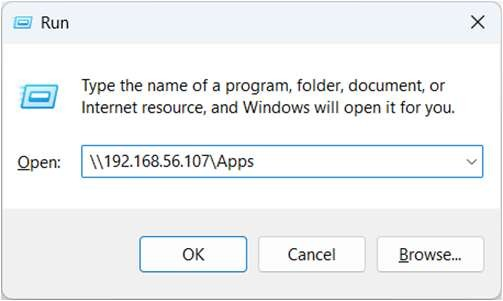 Run
Type the name of a program, folder, document, or
Internet resource, and Windows will open it for you.
Open: \\192.168.56.107\Apps
OK Cancel Browse...